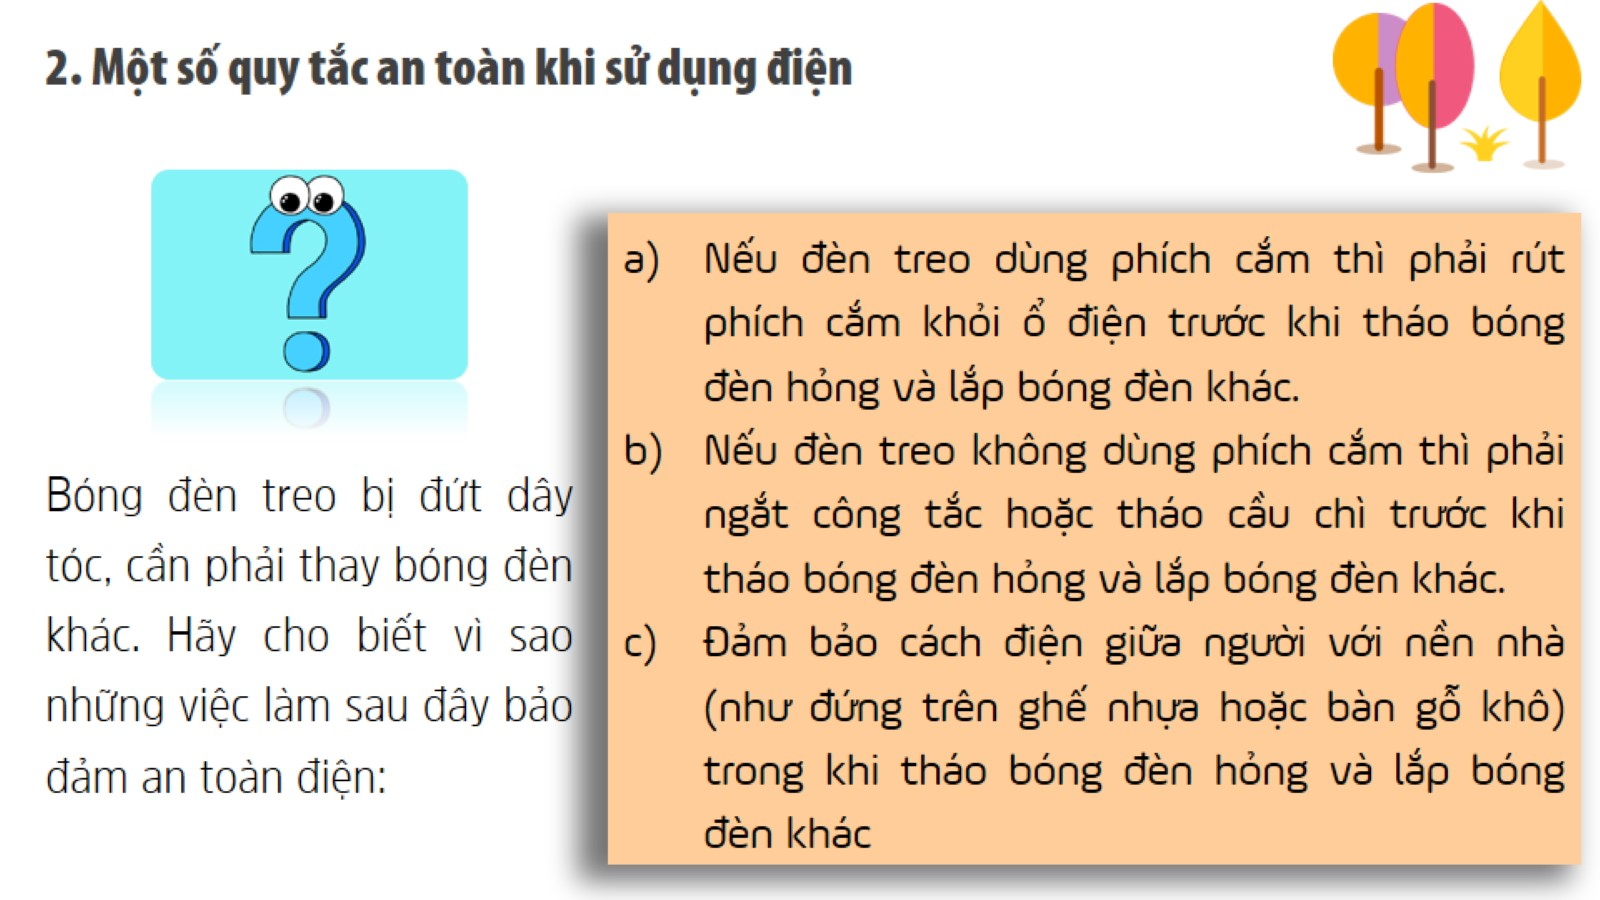 2. Một số quy tắc an toàn khi sử dụng điện
Bóng đèn treo bị đứt dây
tóc, cần phải thay bóng đèn
khác. Hãy cho biết vì sao
những việc làm sau đây bảo
đảm an toàn điện:
a) Nếu đèn treo dùng phích cắm thì phải rút
phích cắm khỏi ổ điện trước khi tháo bóng
đèn hỏng và lắp bóng đèn khác.
b) Nếu đèn treo không dùng phích cắm thì phải
ngắt công tắc hoặc tháo cầu chì trước khi
tháo bóng đèn hỏng và lắp bóng đèn khác.
c) Đảm bảo cách điện giữa người với nền nhà
(như đứng trên ghế nhựa hoặc bàn gỗ khô)
trong khi tháo bóng đèn hỏng và lắp bóng
đèn khác